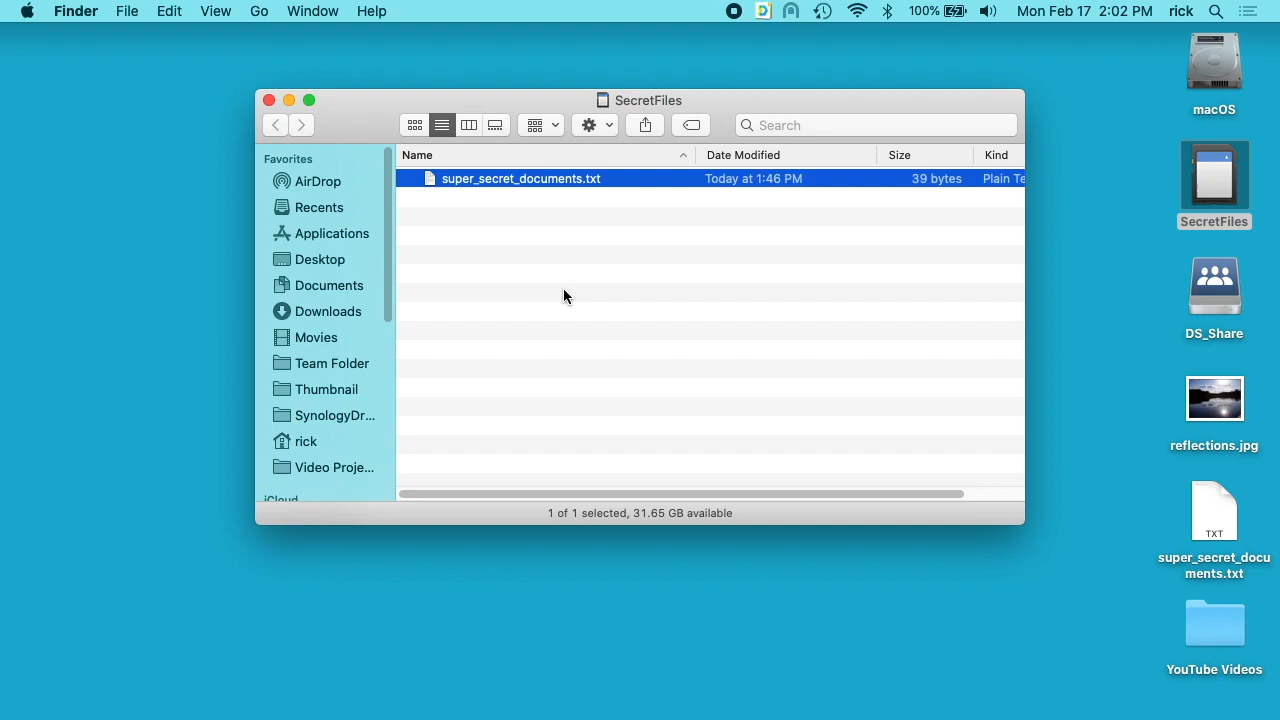 Finder File Edit View Go Window Help 100% Mon Feb 17 2:02 PM rick
SecretFiles
Search
Favorites
AirDrop
Recents
Applications
Desktop
Documents
Downloads
Movies
Team Folder
Thumbnail
SynologyDr...
rick
Video Proje...
iCloud
Name Date Modified Size Kind
super_secret_documents.txt Today at 1:46 PM 39 bytes Plain Te
1 of 1 selected, 31.65 GB available
macOS
SecretFiles
DS_Share
reflections.jpg
TXT
super_secret_docu
ments.txt
YouTube Videos